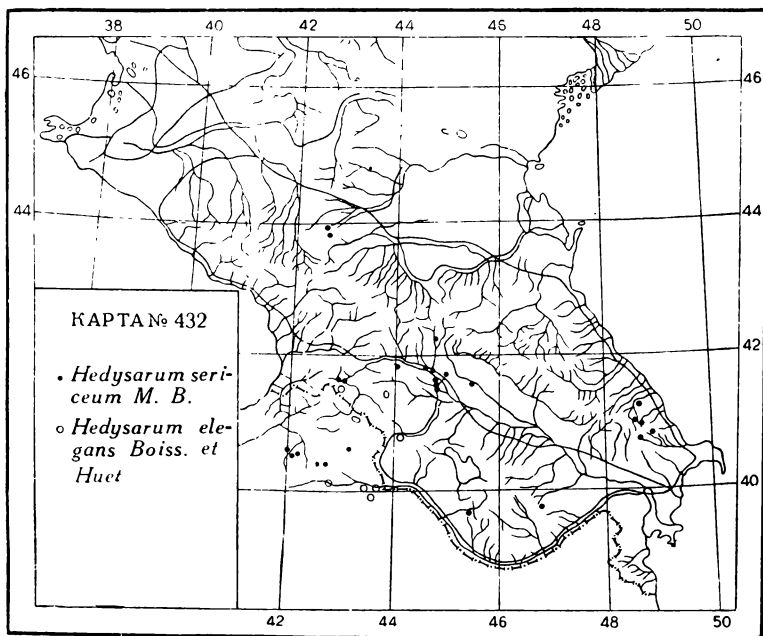 38 40 42 44 46 48 50
46 46
44 44
42
40
КАРТА № 432
• Hedysarum seri-
ceum M. B.
○ Hedysarum ele-
gans Boiss. et
Huet
42 44 46 48 50